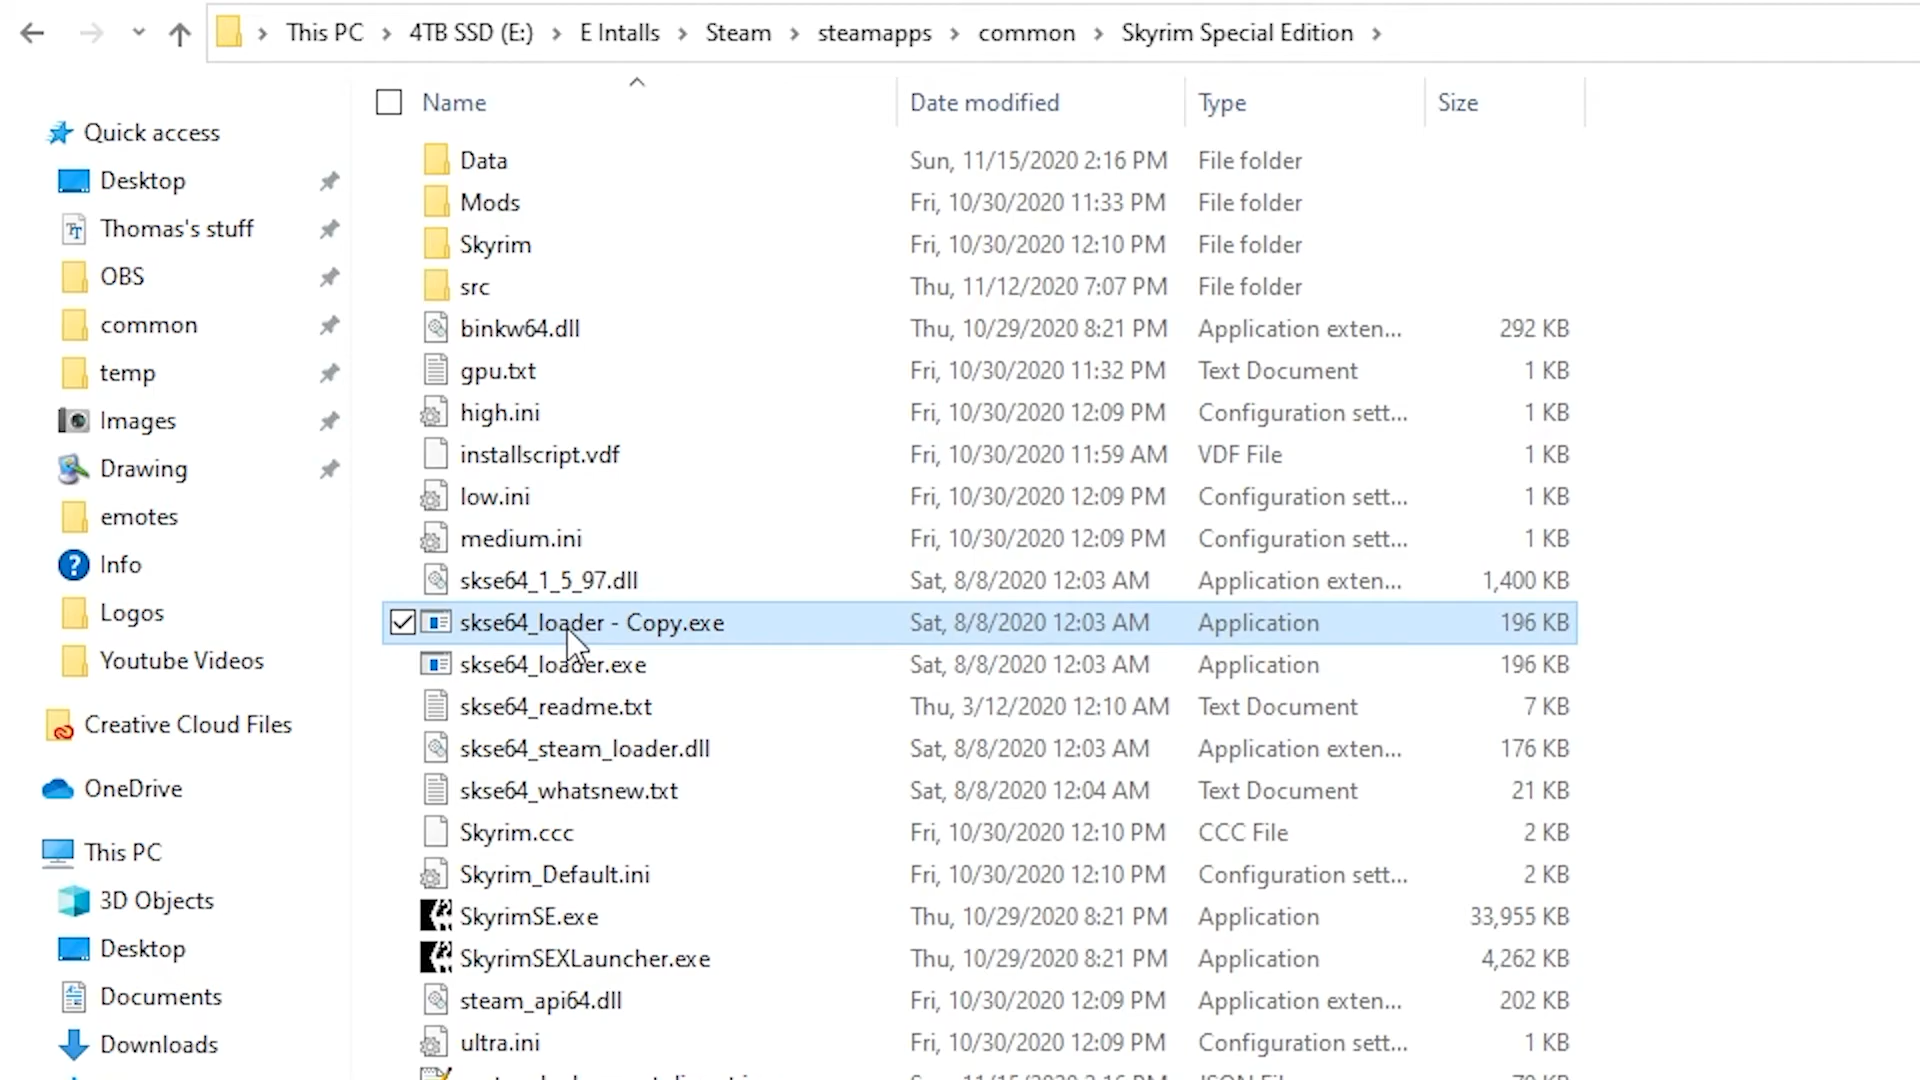 This PC > 4TB SSD (E:) > E Intalls > Steam > steamapps > common > Skyrim Special Edition >
Name Date modified Type Size
Quick access
Desktop
Thomas's stuff
OBS
common
temp
Images
Drawing
emotes
Info
Logos
Youtube Videos
Creative Cloud Files
OneDrive
This PC
3D Objects
Desktop
Documents
Downloads
Data Sun, 11/15/2020 2:16 PM File folder
Mods Fri, 10/30/2020 11:33 PM File folder
Skyrim Fri, 10/30/2020 12:10 PM File folder
src Thu, 11/12/2020 7:07 PM File folder
binkw64.dll Thu, 10/29/2020 8:21 PM Application exten... 292 KB
gpu.txt Fri, 10/30/2020 11:32 PM Text Document 1 KB
high.ini Fri, 10/30/2020 12:09 PM Configuration sett... 1 KB
installscript.vdf Fri, 10/30/2020 11:59 AM VDF File 1 KB
low.ini Fri, 10/30/2020 12:09 PM Configuration sett... 1 KB
medium.ini Fri, 10/30/2020 12:09 PM Configuration sett... 1 KB
skse64_1_5_97.dll Sat, 8/8/2020 12:03 AM Application exten... 1,400 KB
skse64_loader - Copy.exe Sat, 8/8/2020 12:03 AM Application 196 KB
skse64_loader.exe Sat, 8/8/2020 12:03 AM Application 196 KB
skse64_readme.txt Thu, 3/12/2020 12:10 AM Text Document 7 KB
skse64_steam_loader.dll Sat, 8/8/2020 12:03 AM Application exten... 176 KB
skse64_whatsnew.txt Sat, 8/8/2020 12:04 AM Text Document 21 KB
Skyrim.ccc Fri, 10/30/2020 12:10 PM CCC File 2 KB
Skyrim_Default.ini Fri, 10/30/2020 12:10 PM Configuration sett... 2 KB
SkyrimSE.exe Thu, 10/29/2020 8:21 PM Application 33,955 KB
SkyrimSEXLauncher.exe Thu, 10/29/2020 8:21 PM Application 4,262 KB
steam_api64.dll Fri, 10/30/2020 12:09 PM Application exten... 202 KB
ultra.ini Fri, 10/30/2020 12:09 PM Configuration sett... 1 KB